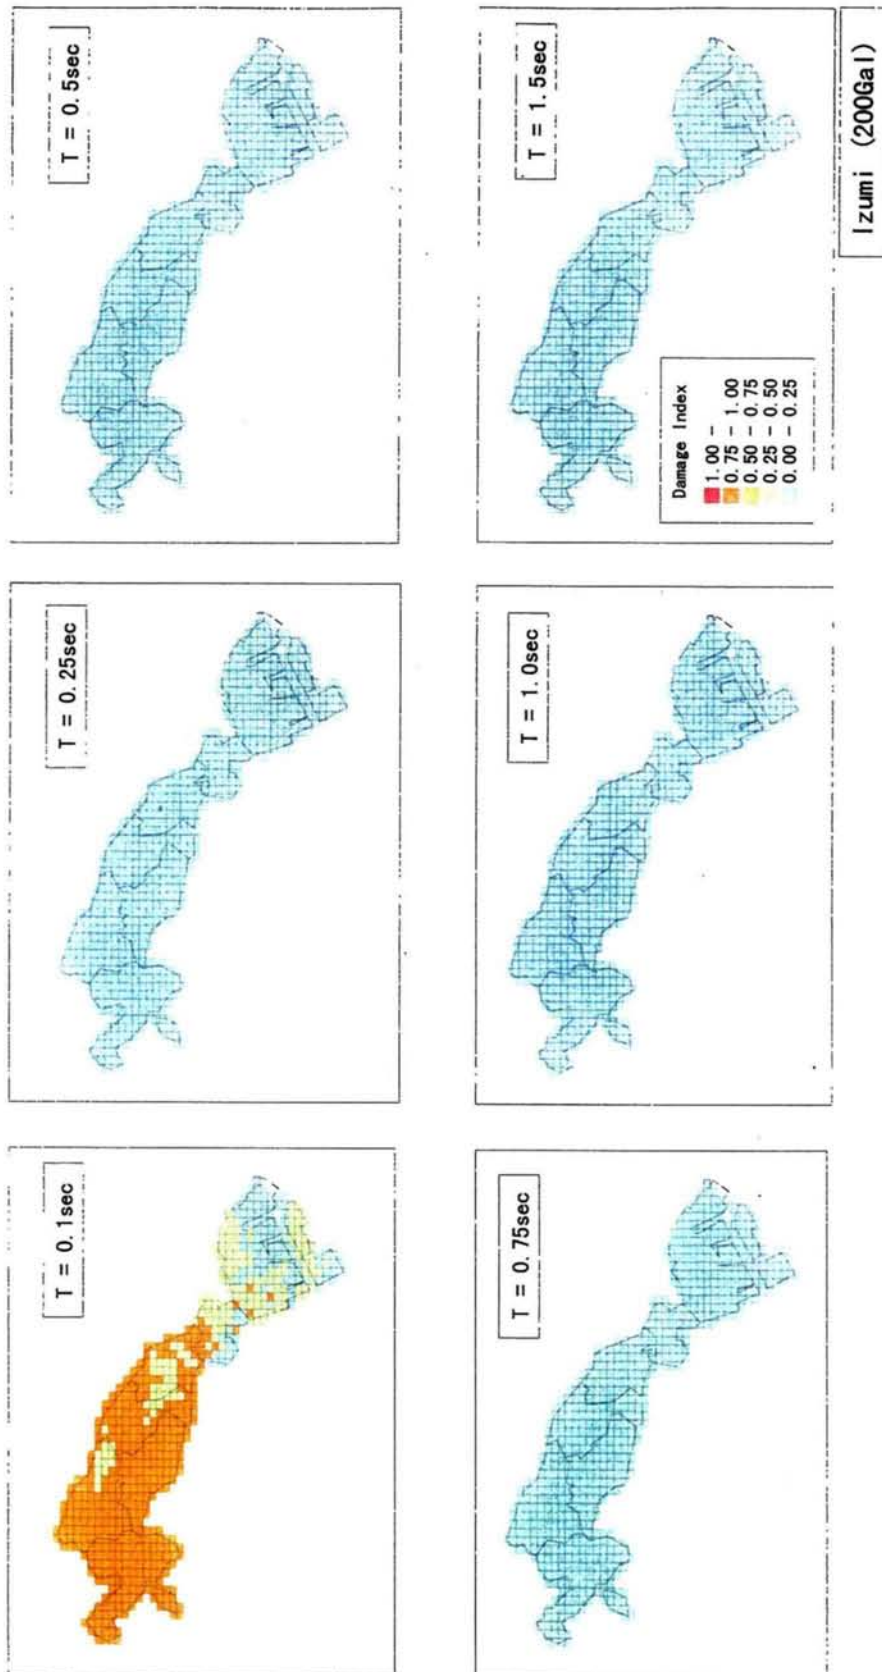 T = 0.1sec
T = 0.25sec
T = 0.5sec
T = 0.75sec
T = 1.0sec
T = 1.5sec
Damage Index
1.00 -
0.75 - 1.00
0.50 - 0.75
0.25 - 0.50
0.00 - 0.25
Izumi (200Gal)